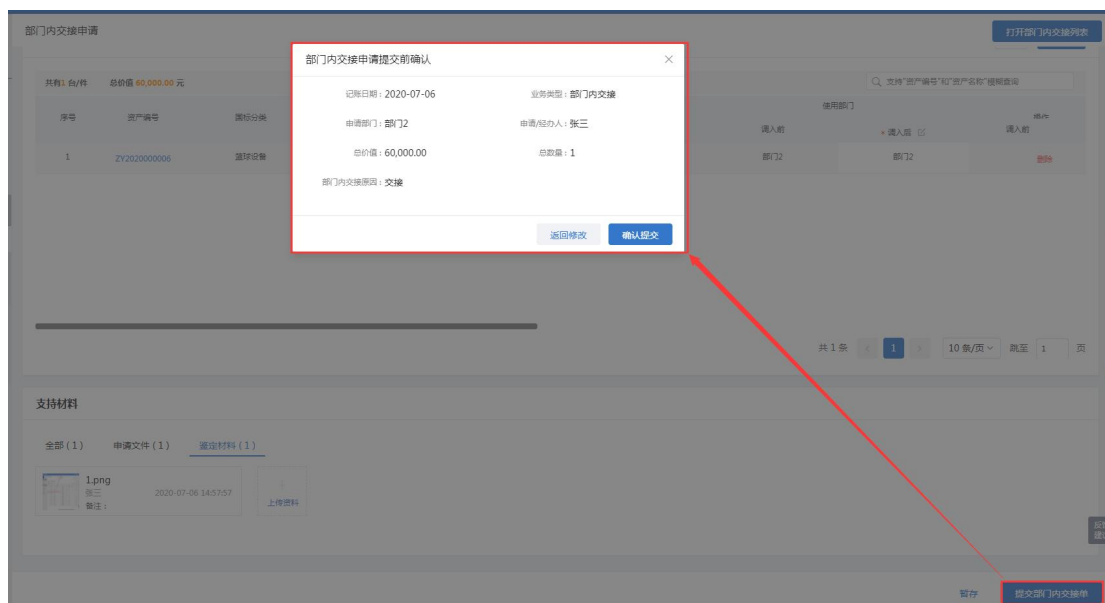 部门内交接申请
打开部门内交接列表
部门内交接申请提交前确认
记账日期：2020-07-06
业务类型：部门内交接
申请部门：部门2
申请/经办人：张三
总价值：60,000.00
总数量：1
部门内交接原因：交接
返回修改
确认提交
共有1 台/件
总价值 60,000.00 元
支持"资产编号"和"资产名称"模糊查询
序号
资产编号
国标分类
使用部门
调入前
* 调入后
操作
调入前
1
ZY2020000006
篮球设备
部门2
部门2
删除
共 1 条
1
10 条/页
跳至
1
页
支持材料
全部 ( 1 )
申请文件 ( 1 )
鉴定材料 ( 1 )
1.png
张三
2020-07-06 14:57:57
备注：
上传资料
暂存
提交部门内交接单